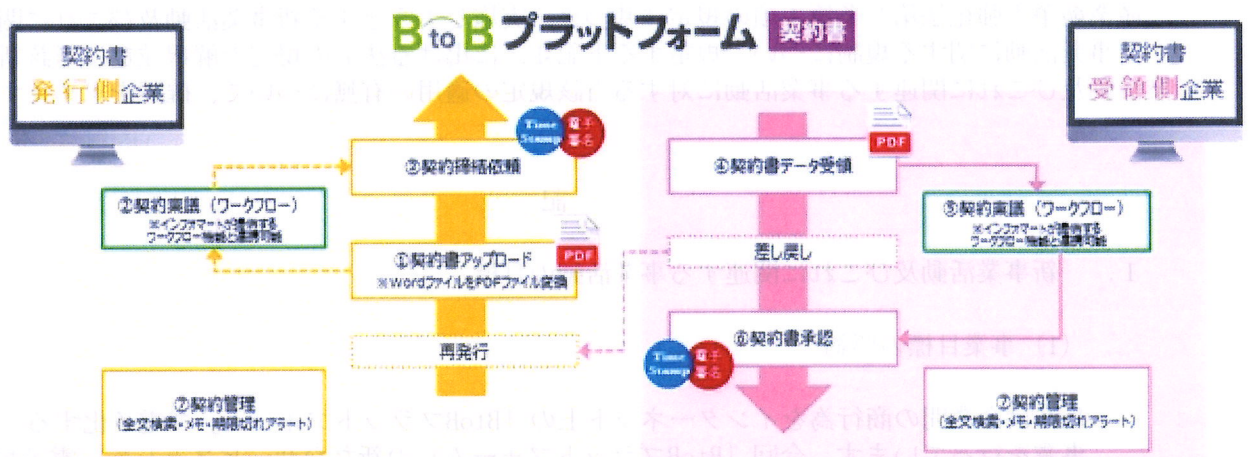 BtoBプラットフォーム 契約書
契約書
発行側企業
契約書
受領側企業
Time
Stamp
電子
署名
③契約締結依頼
PDF
④契約書データ受領
②契約稟議（ワークフロー）
※インフォマートが提供する
ワークフロー機能と連携可能
⑤契約稟議（ワークフロー）
※インフォマートが提供する
ワークフロー機能と連携可能
PDF
①契約書アップロード
※WordファイルをPDFファイル変換
差し戻し
再発行
⑥契約書承認
Time
Stamp
電子
署名
⑦契約管理
（全文検索・メモ・期限切れアラート）
⑦契約管理
（全文検索・メモ・期限切れアラート）